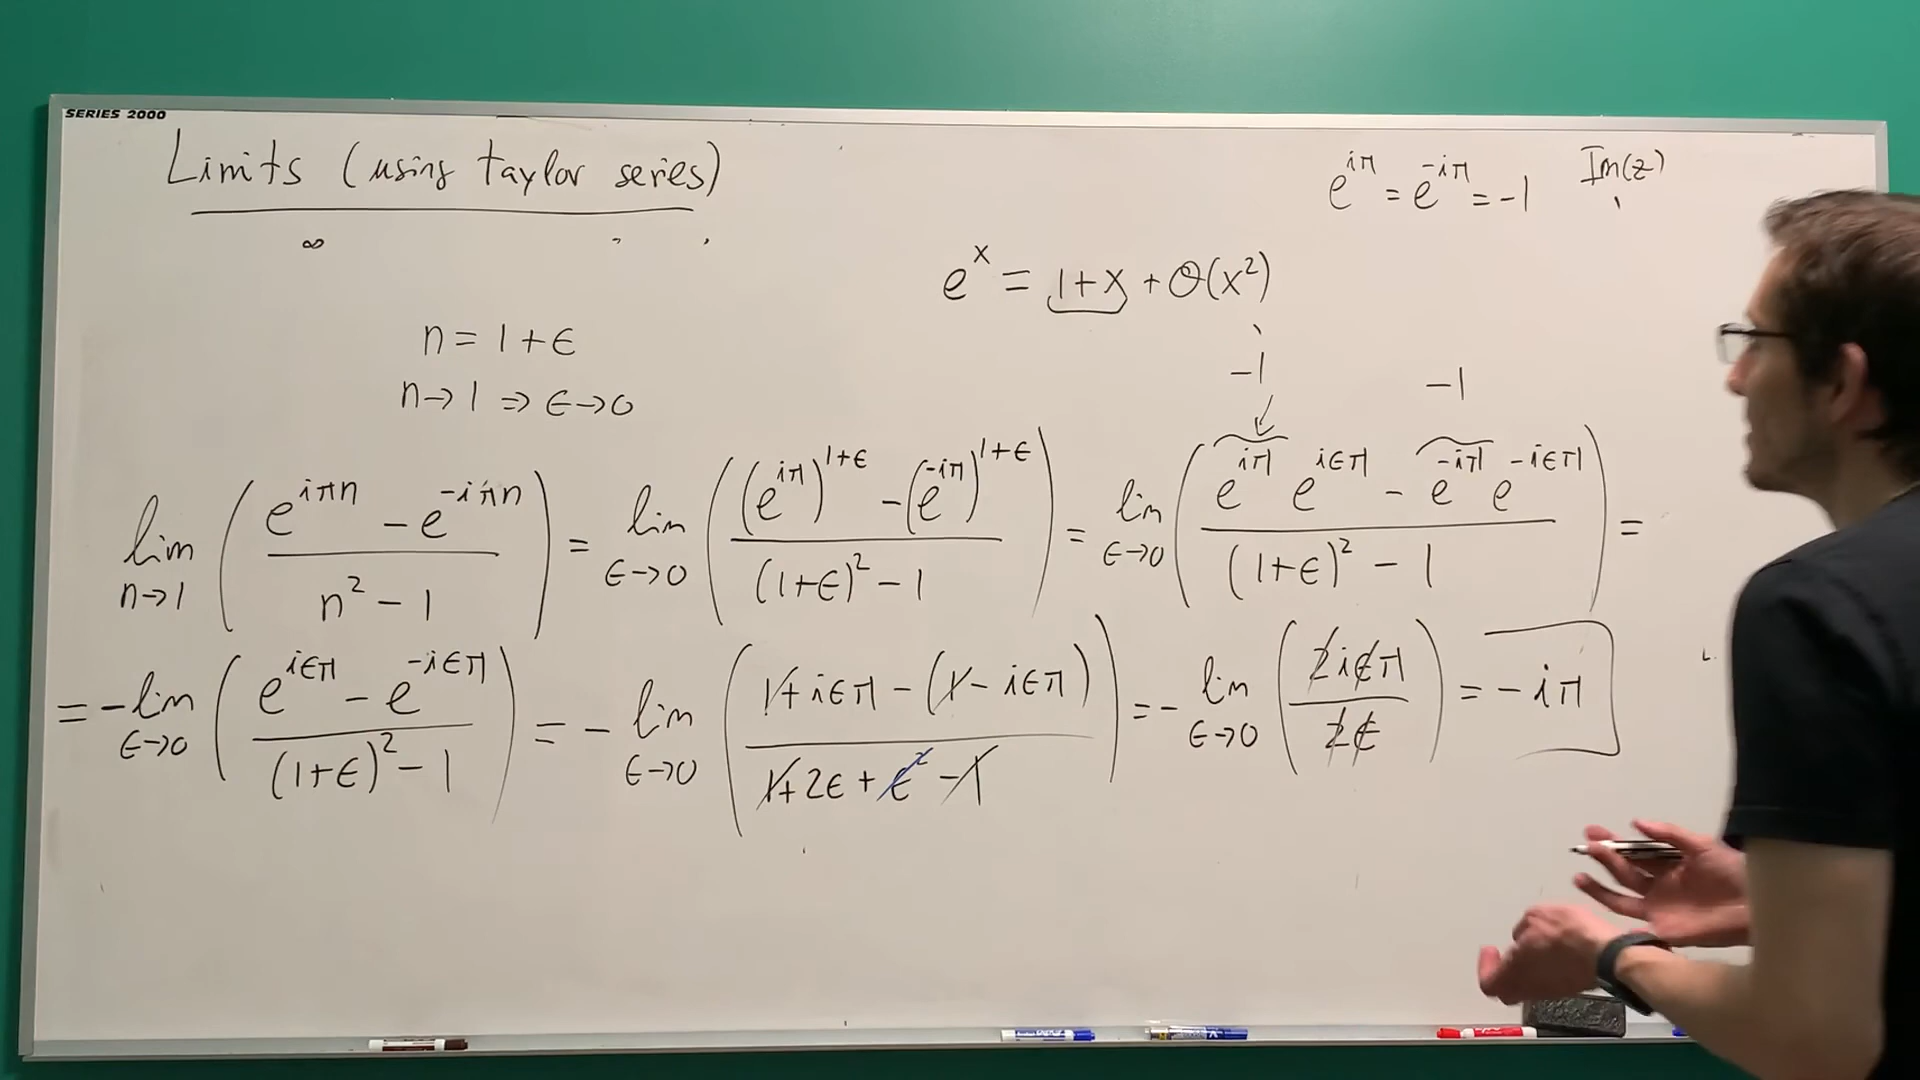 SERIES 2000
Limits (using taylor series)
e^{iπ} = e^{-iπ} = -1 Im(z)
∞
e^x = 1+x + O(x^2)
n = 1+ϵ
n→1 ⇒ ϵ→0
-1 -1
lim_{n→1} ( (e^{iπn} - e^{-iπn}) / (n^2 - 1) ) = lim_{ϵ→0} ( ((e^{iπ})^{1+ϵ} - (e^{-iπ})^{1+ϵ}) / ((1+ϵ)^2 - 1) ) = lim_{ϵ→0} ( (e^{iπ} e^{iϵπ} - e^{-iπ} e^{-iϵπ}) / ((1+ϵ)^2 - 1) ) =
= -lim_{ϵ→0} ( (e^{iϵπ} - e^{-iϵπ}) / ((1+ϵ)^2 - 1) ) = - lim_{ϵ→0} ( (1 + iϵπ - (1 - iϵπ)) / (1 + 2ϵ + ϵ^2 - 1) ) = - lim_{ϵ→0} ( 2iϵπ / 2ϵ ) = -iπ